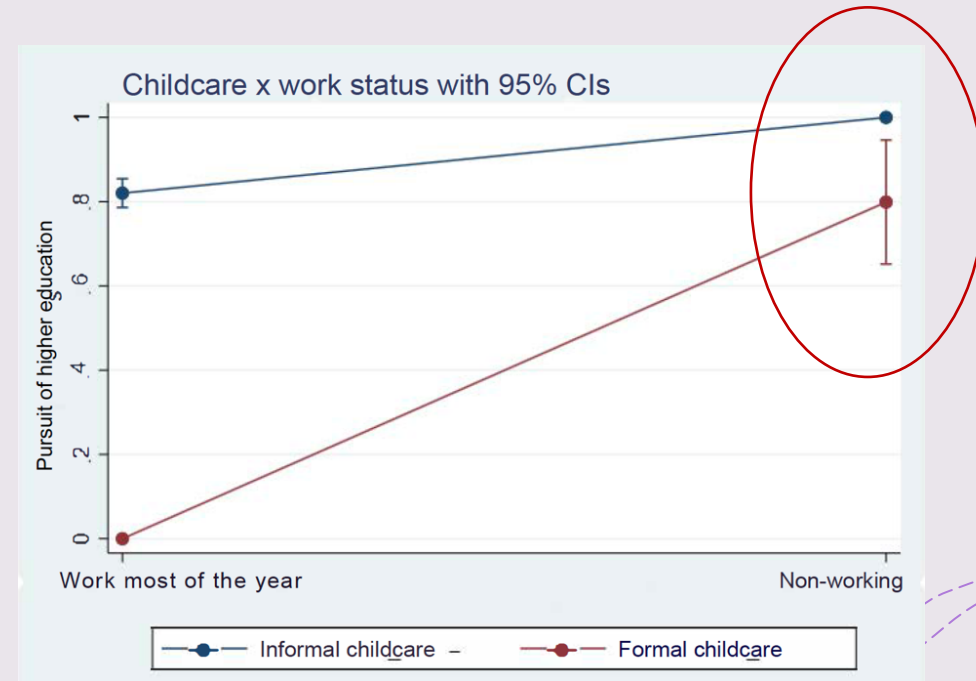 Childcare x work status with 95% CIs
Pursuit of higher education
s
1
.8
.6
.4
.2
0
Work most of the year
Non-working
Informal childcare –
Formal childcare